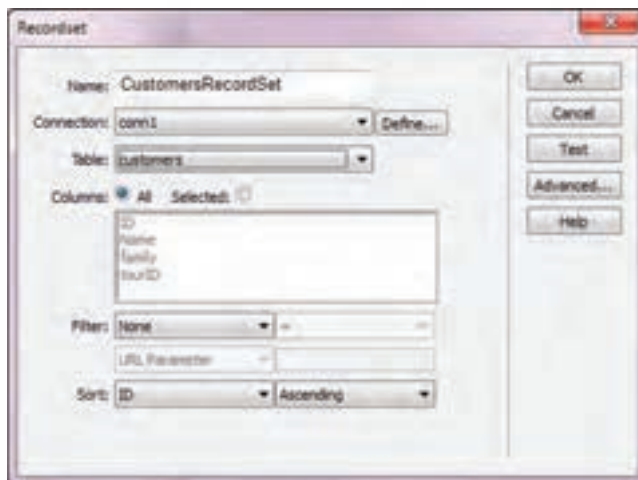 Recordset
Name: CustomersRecordSet
Connection: conn1 Define...
Table: customers
Columns: All Selected:
ID
Name
family
tourID
Filter: None =
URL Parameter
Sort: ID Ascending
OK
Cancel
Test
Advanced...
Help